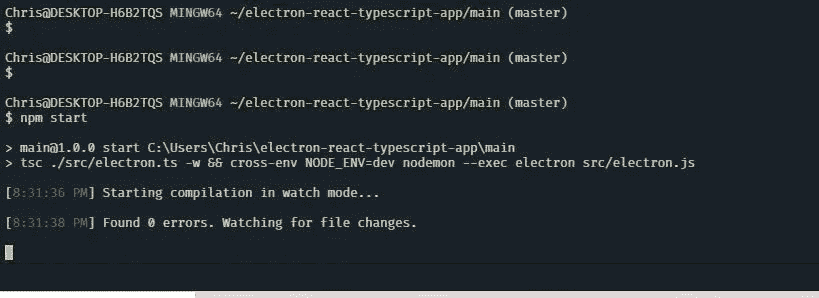 Chris@DESKTOP-H6B2TQS MINGW64 ~/electron-react-typescript-app/main (master)
$
Chris@DESKTOP-H6B2TQS MINGW64 ~/electron-react-typescript-app/main (master)
$
Chris@DESKTOP-H6B2TQS MINGW64 ~/electron-react-typescript-app/main (master)
$ npm start
> main@1.0.0 start C:\Users\Chris\electron-react-typescript-app\main
> tsc ./src/electron.ts -w && cross-env NODE_ENV=dev nodemon --exec electron src/electron.js
[8:31:36 PM] Starting compilation in watch mode...
[8:31:38 PM] Found 0 errors. Watching for file changes.